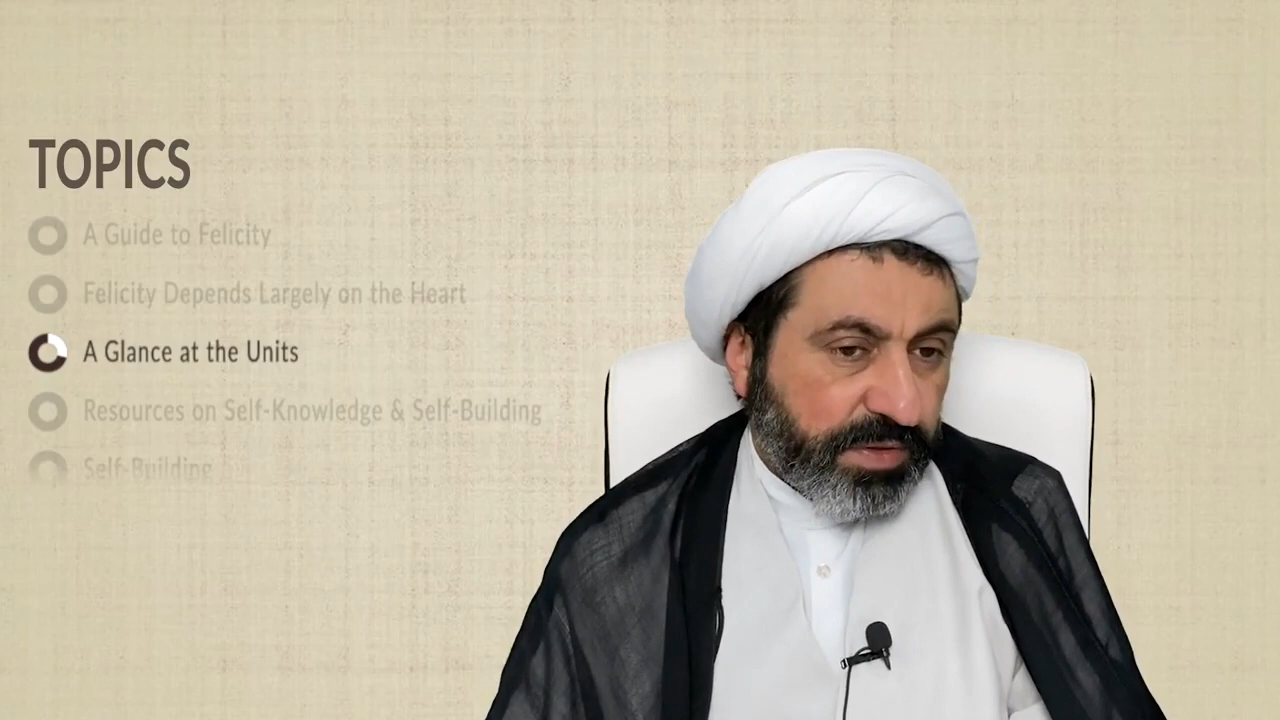 TOPICS
A Guide to Felicity
Felicity Depends Largely on the Heart
A Glance at the Units
Resources on Self-Knowledge & Self-Building
Self-Building